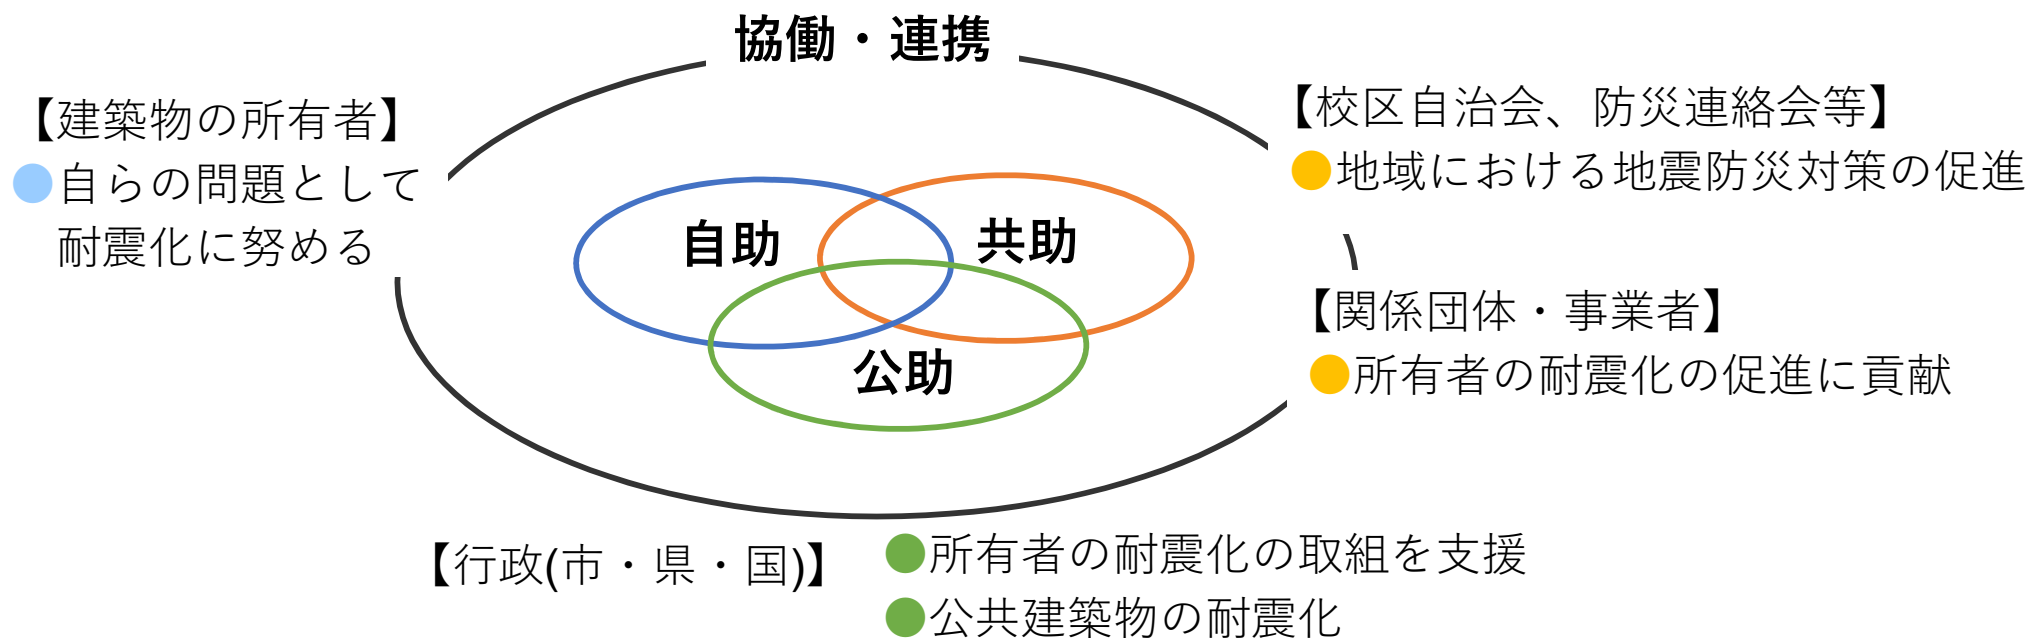 協働・連携
【建築物の所有者】
●自らの問題として
耐震化に努める
【校区自治会、防災連絡会等】
●地域における地震防災対策の促進
自助
共助
公助
【関係団体・事業者】
●所有者の耐震化の促進に貢献
【行政(市・県・国)】
●所有者の耐震化の取組を支援
●公共建築物の耐震化